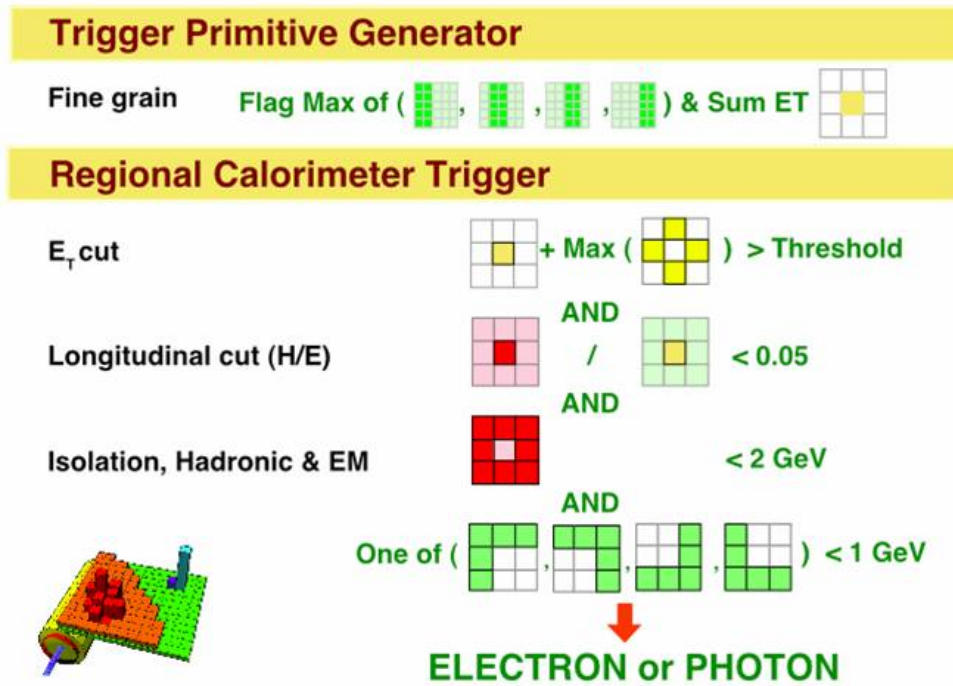 Trigger Primitive Generator
Fine grain Flag Max of ( , , , ) & Sum ET
Regional Calorimeter Trigger
E_T cut + Max ( ) > Threshold
AND
Longitudinal cut (H/E) / < 0.05
AND
Isolation, Hadronic & EM < 2 GeV
AND
One of ( , , , ) < 1 GeV
ELECTRON or PHOTON